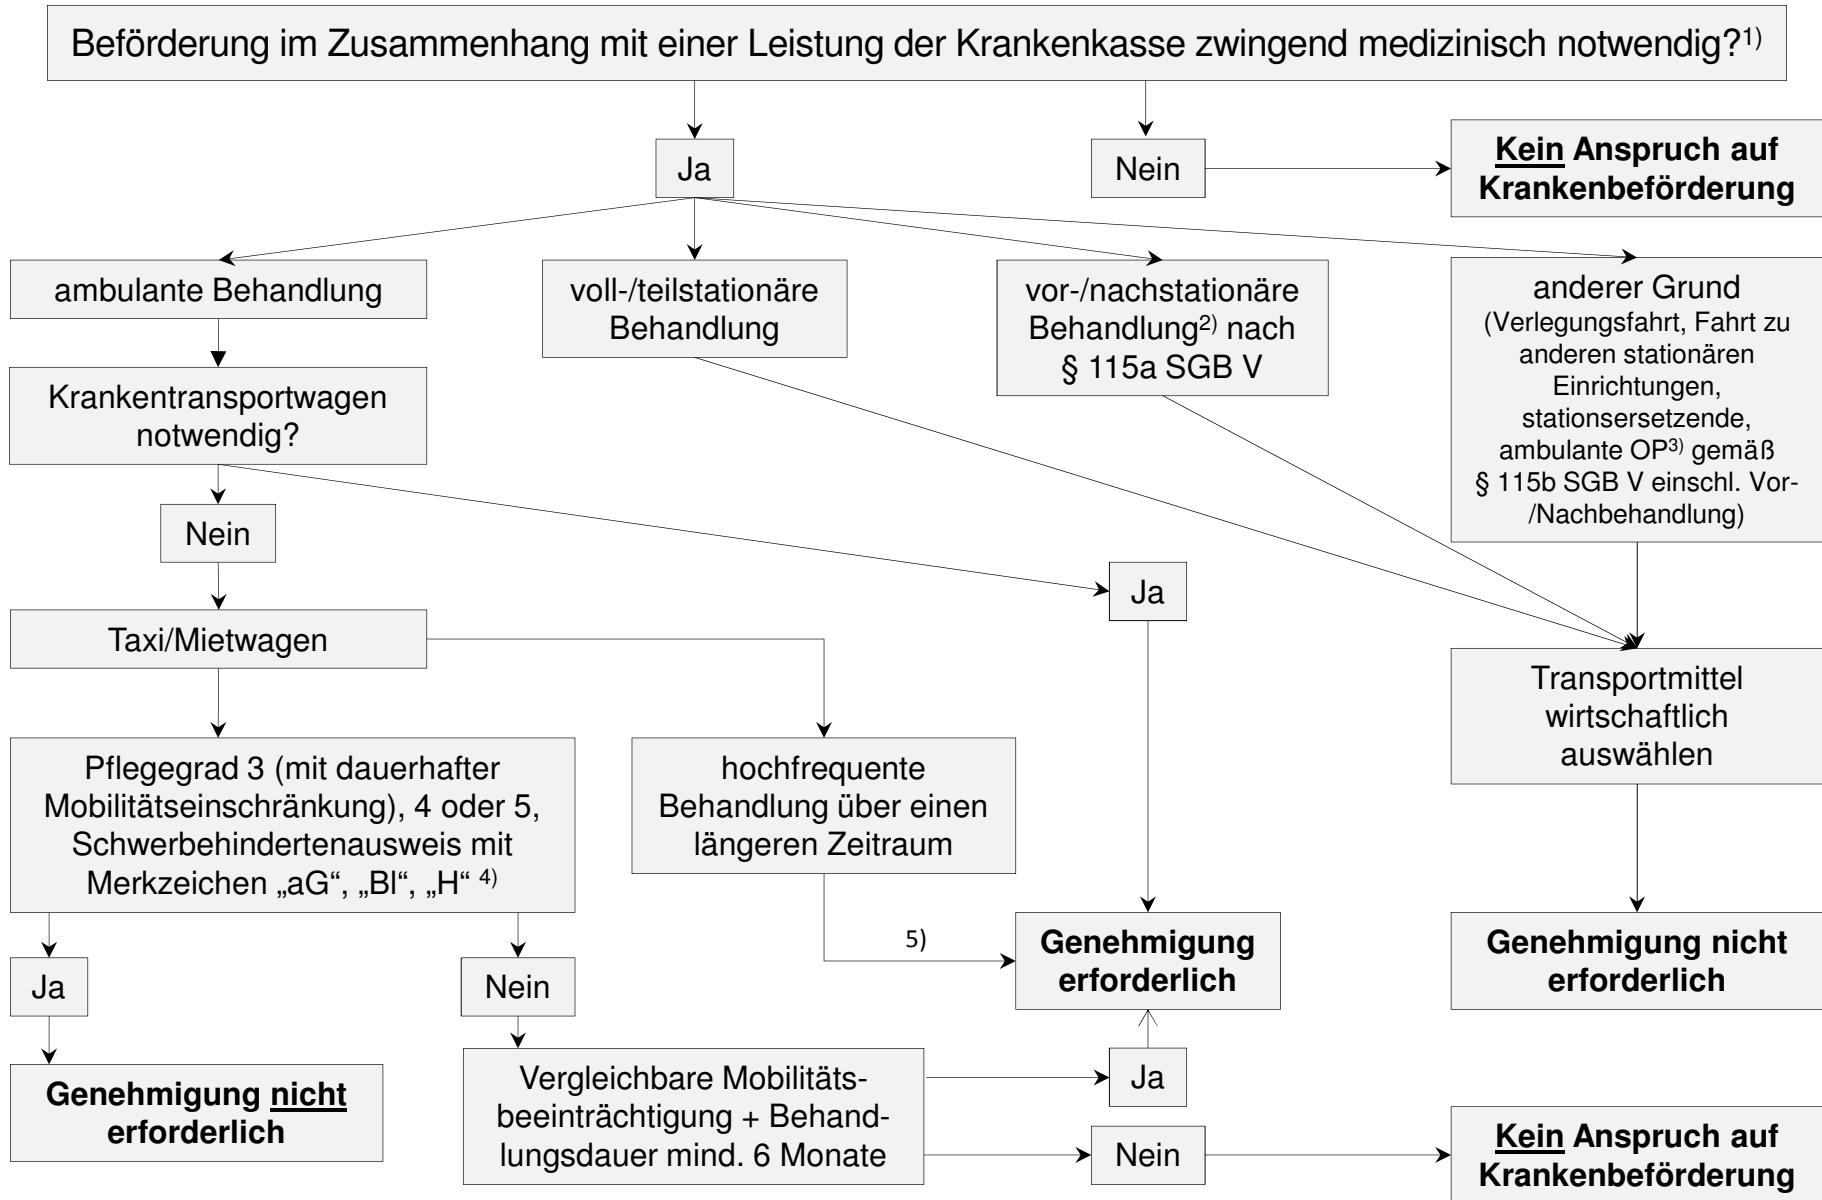 Beförderung im Zusammenhang mit einer Leistung der Krankenkasse zwingend medizinisch notwendig?1)
Ja
Nein
Kein Anspruch auf
Krankenbeförderung
ambulante Behandlung
voll-/teilstationäre
Behandlung
vor-/nachstationäre
Behandlung2) nach
§ 115a SGB V
anderer Grund
(Verlegungsfahrt, Fahrt zu
anderen stationären
Einrichtungen,
stationsersetzende,
ambulante OP3) gemäß
§ 115b SGB V einschl. Vor-
/Nachbehandlung)
Krankentransportwagen
notwendig?
Nein
Ja
Taxi/Mietwagen
Transportmittel
wirtschaftlich
auswählen
Pflegegrad 3 (mit dauerhafter
Mobilitätseinschränkung), 4 oder 5,
Schwerbehindertenausweis mit
Merkzeichen „aG“, „Bl“, „H“ 4)
hochfrequente
Behandlung über einen
längeren Zeitraum
5)
Genehmigung
erforderlich
Genehmigung nicht
erforderlich
Ja
Nein
Genehmigung nicht
erforderlich
Vergleichbare Mobilitäts-
beeinträchtigung + Behand-
lungsdauer mind. 6 Monate
Ja
Nein
Kein Anspruch auf
Krankenbeförderung